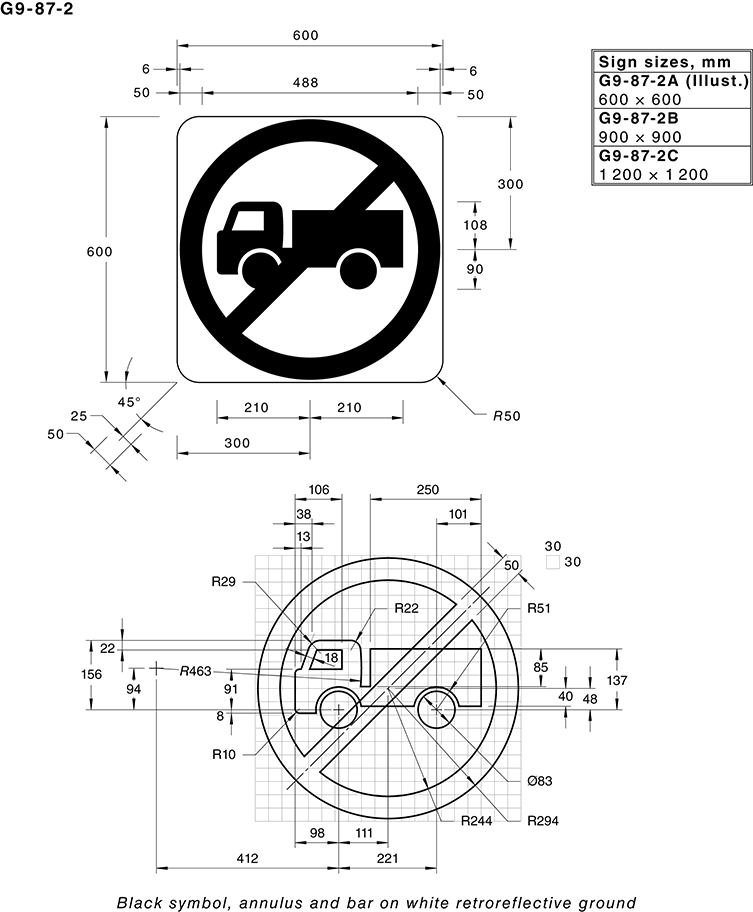 G9-87-2
600
6
6
50
488
50
Sign sizes, mm
G9-87-2A (Illust.)
600 × 600
G9-87-2B
900 × 900
G9-87-2C
1 200 × 1 200
300
108
600
90
45°
25
50
210
210
R50
300
106
250
38
101
13
30
50
30
R29
R22
R51
22
18
R463
156
94
91
85
137
40
48
8
R10
Ø83
R244
R294
98
111
412
221
Black symbol, annulus and bar on white retroreflective ground